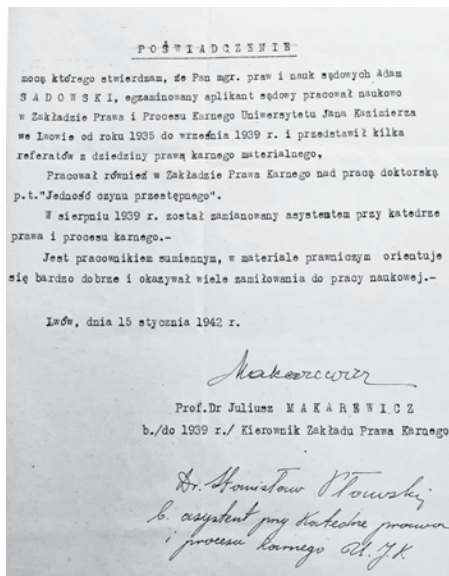 POŚWIADCZENIE
mocą którego stwierdzam, że Pan mgr. praw i nauk sądowych Adam
SADOWSKI, egzaminowany aplikant sądowy pracował naukowo
w Zakładzie Prawa i Procesu Karnego Uniwersytetu Jana Kazimierza
we Lwowie od roku 1935 do września 1939 r. i przedstawił kilka
referatów z dziedziny prawa karnego materialnego.
Pracował również w Zakładzie Prawa Karnego nad pracą doktorską
p.t."Jedność czynu przestępnego".
W sierpniu 1939 r. został zamianowany asystentem przy katedrze
prawa i procesu karnego.-
Jest pracownikiem sumiennym, w materiale prawniczym orientuje
się bardzo dobrze i okazywał wiele zamiłowania do pracy naukowej.-
Lwów, dnia 15 stycznia 1942 r.
Makarewicz
Prof.Dr Juliusz MAKAREWICZ
b./do 1939 r./ Kierownik Zakładu Prawa Karnego
Dr. Stanisław Pławski
b. asystent przy Katedrze prawa
i procesu karnego U.J.K.